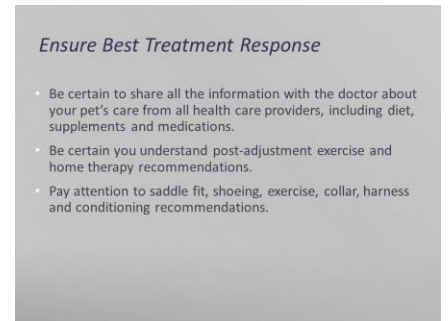 Ensure Best Treatment Response
Be certain to share all the information with the doctor about
your pet's care from all health care providers, including diet,
supplements and medications.
Be certain you understand post-adjustment exercise and
home therapy recommendations.
Pay attention to saddle fit, shoeing, exercise, collar, harness
and conditioning recommendations.